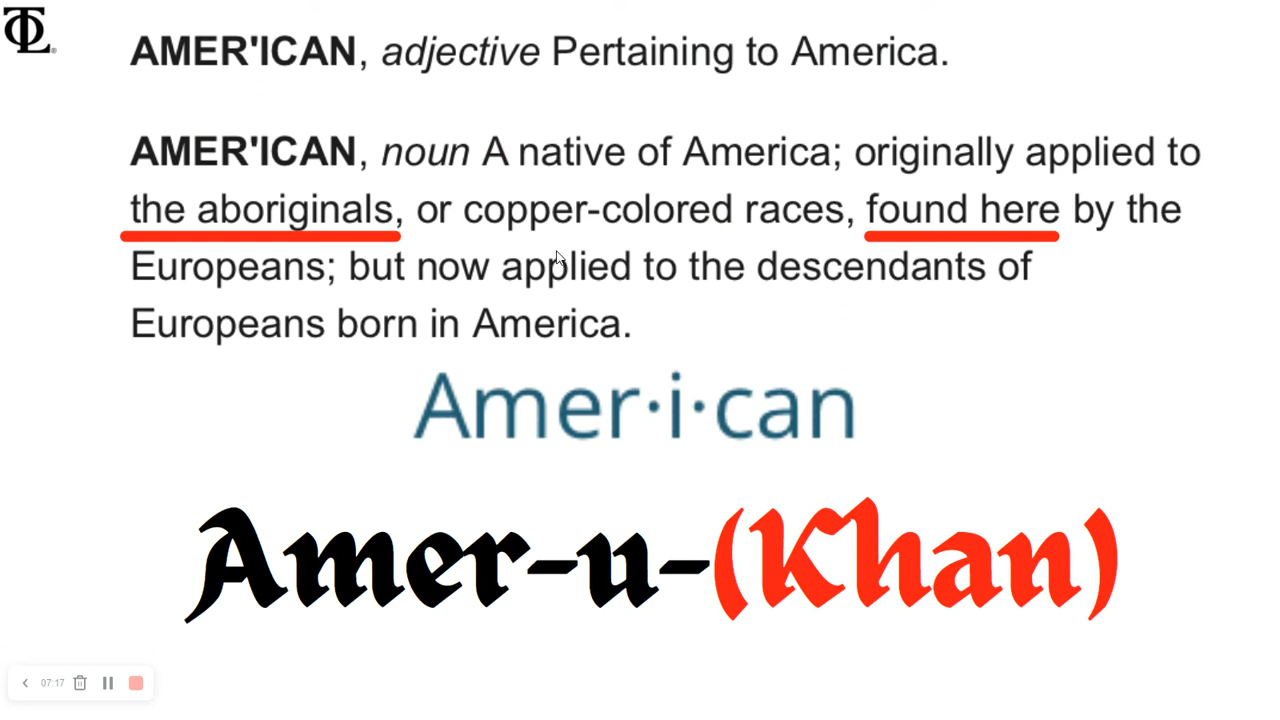 TOL®
AMER'ICAN, adjective Pertaining to America.
AMER'ICAN, noun A native of America; originally applied to
the aboriginals, or copper-colored races, found here by the
Europeans; but now applied to the descendants of
Europeans born in America.
Amer·i·can
Amer-u-(Khan)
07:17